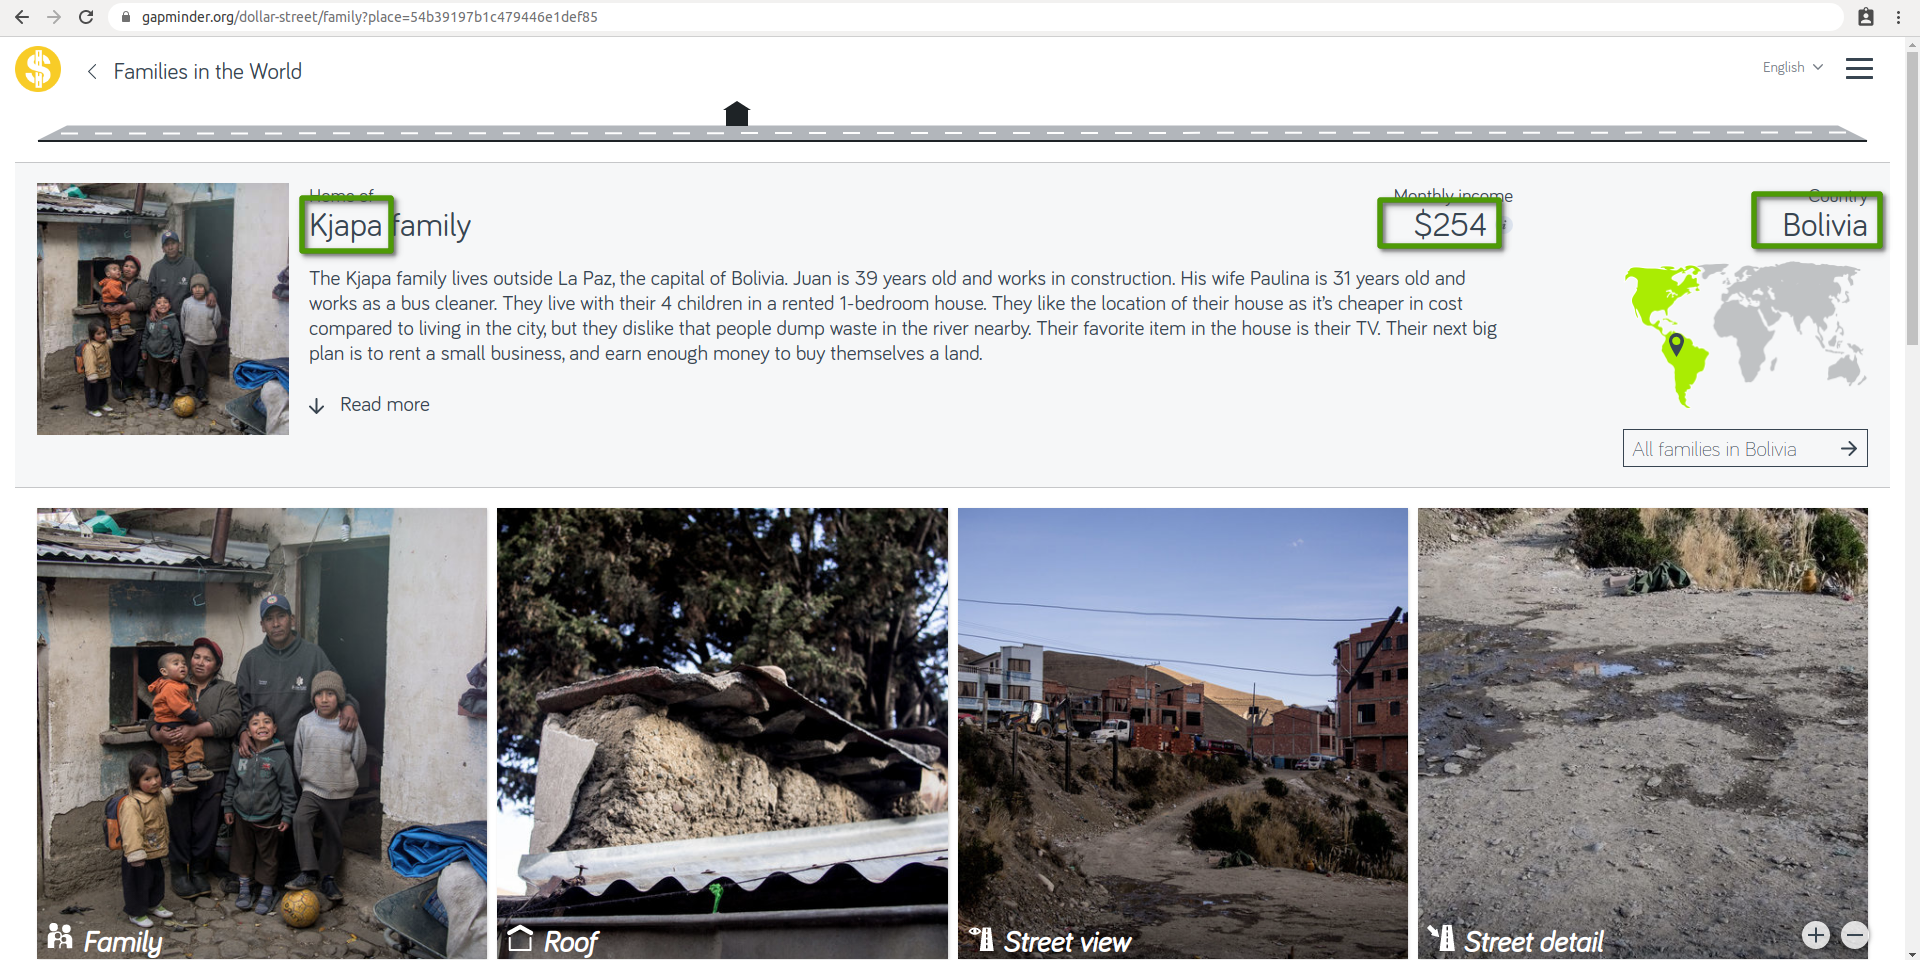 gapminder.org/dollar-street/family?place=54b39197b1c479446e1def85
Families in the World
English
Home of
Kjapa family
Monthly income
$254
Country
Bolivia
The Kjapa family lives outside La Paz, the capital of Bolivia. Juan is 39 years old and works in construction. His wife Paulina is 31 years old and
works as a bus cleaner. They live with their 4 children in a rented 1-bedroom house. They like the location of their house as it's cheaper in cost
compared to living in the city, but they dislike that people dump waste in the river nearby. Their favorite item in the house is their TV. Their next big
plan is to rent a small business, and earn enough money to buy themselves a land.
Read more
All families in Bolivia
Family
Roof
Street view
Street detail